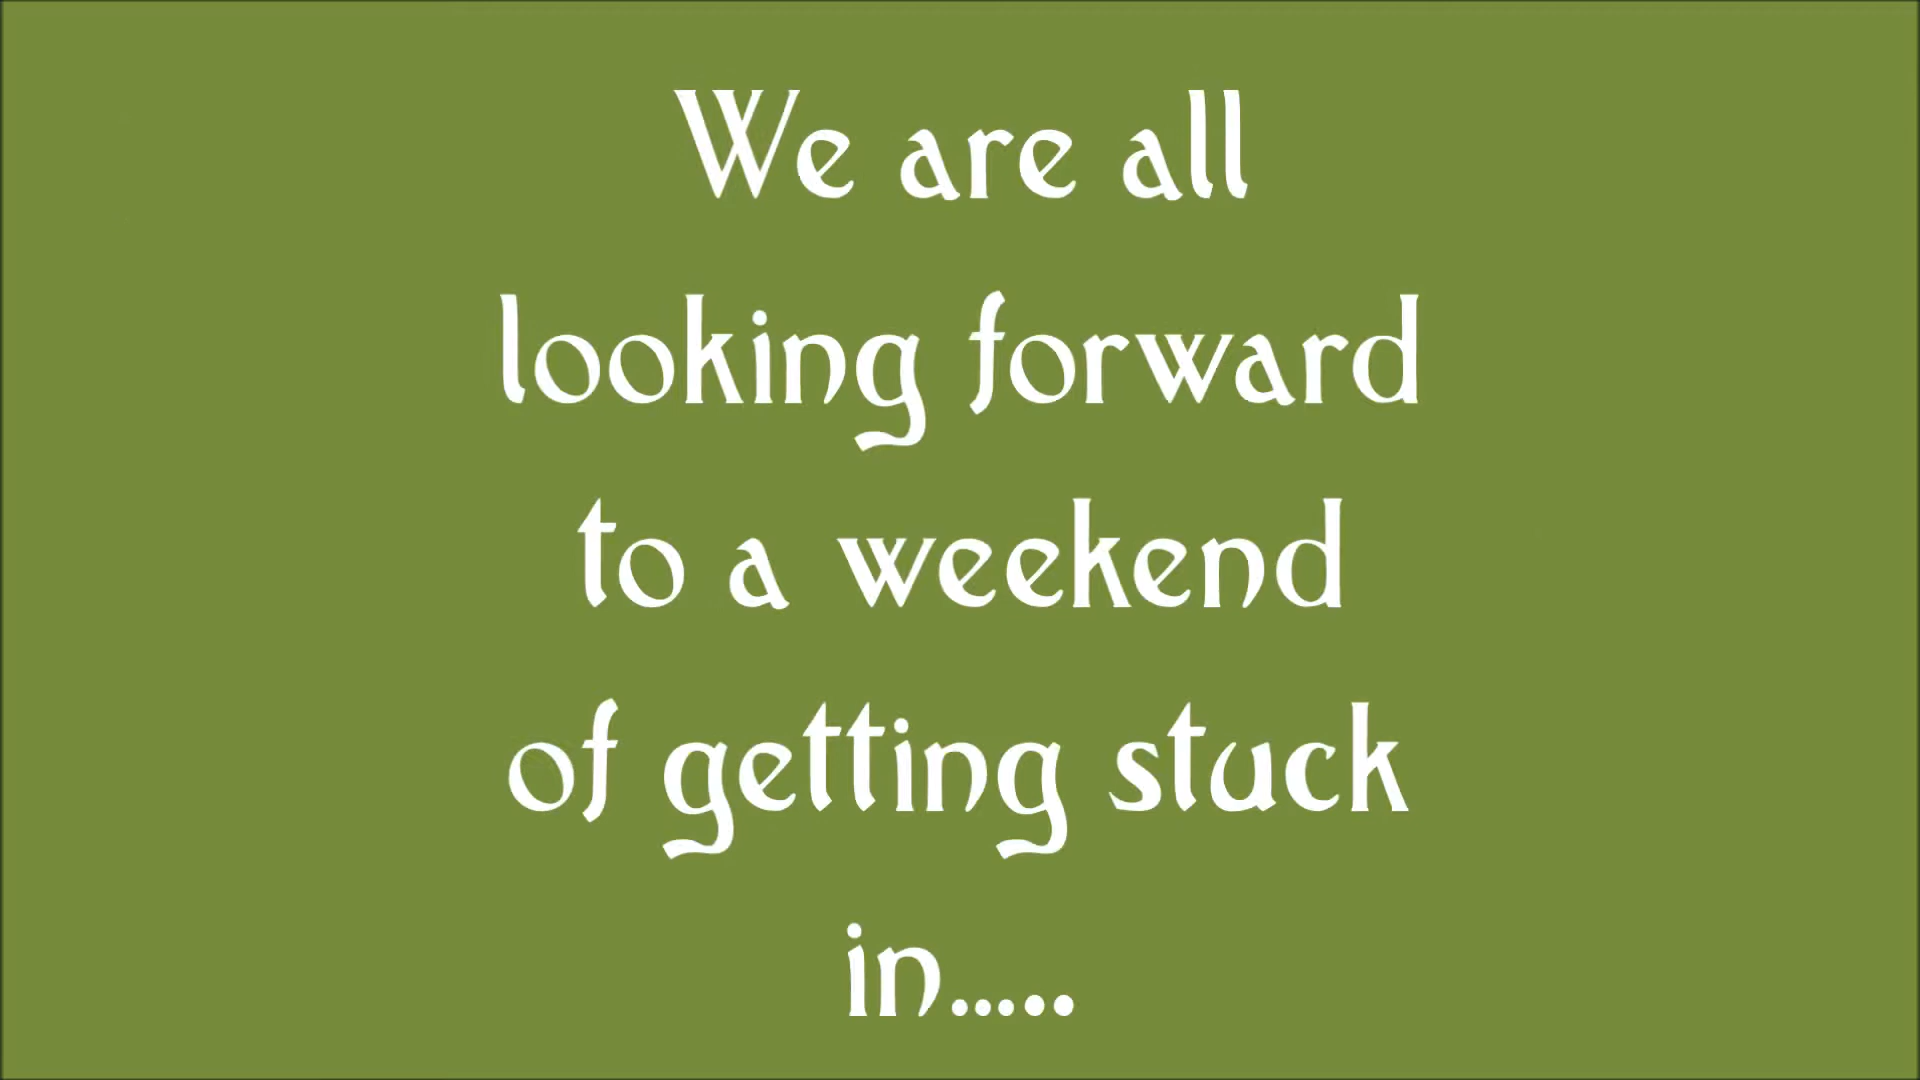 We are all
looking forward
to a weekend
of getting stuck
in.....